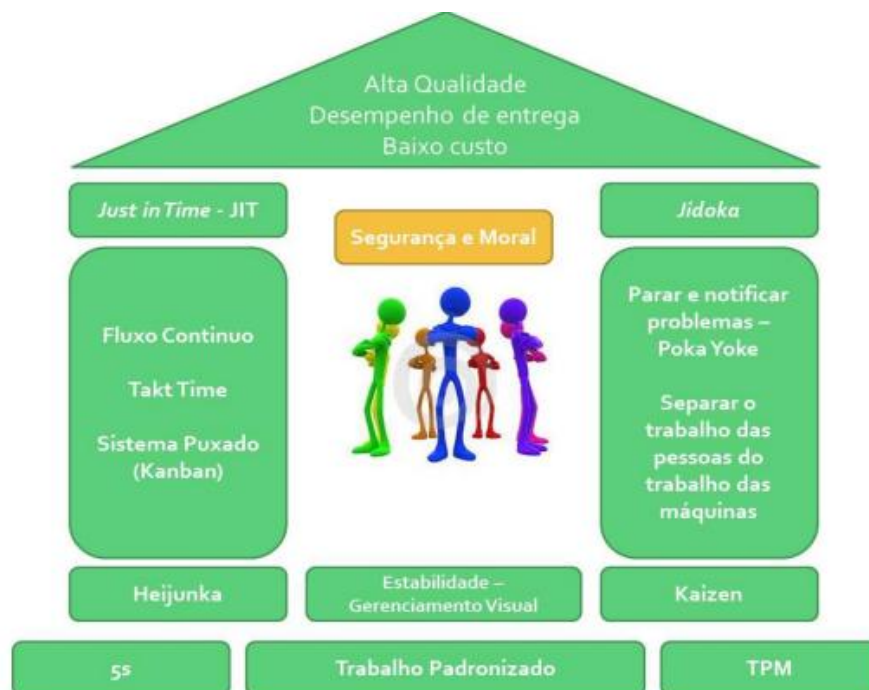 Alta Qualidade
Desempenho de entrega
Baixo custo
Just in Time - JIT
Segurança e Moral
Jidoka
Fluxo Continuo
Takt Time
Sistema Puxado
(Kanban)
Parar e notificar
problemas –
Poka Yoke
Separar o
trabalho das
pessoas do
trabalho das
máquinas
Heijunka
Estabilidade –
Gerenciamento Visual
Kaizen
5s
Trabalho Padronizado
TPM